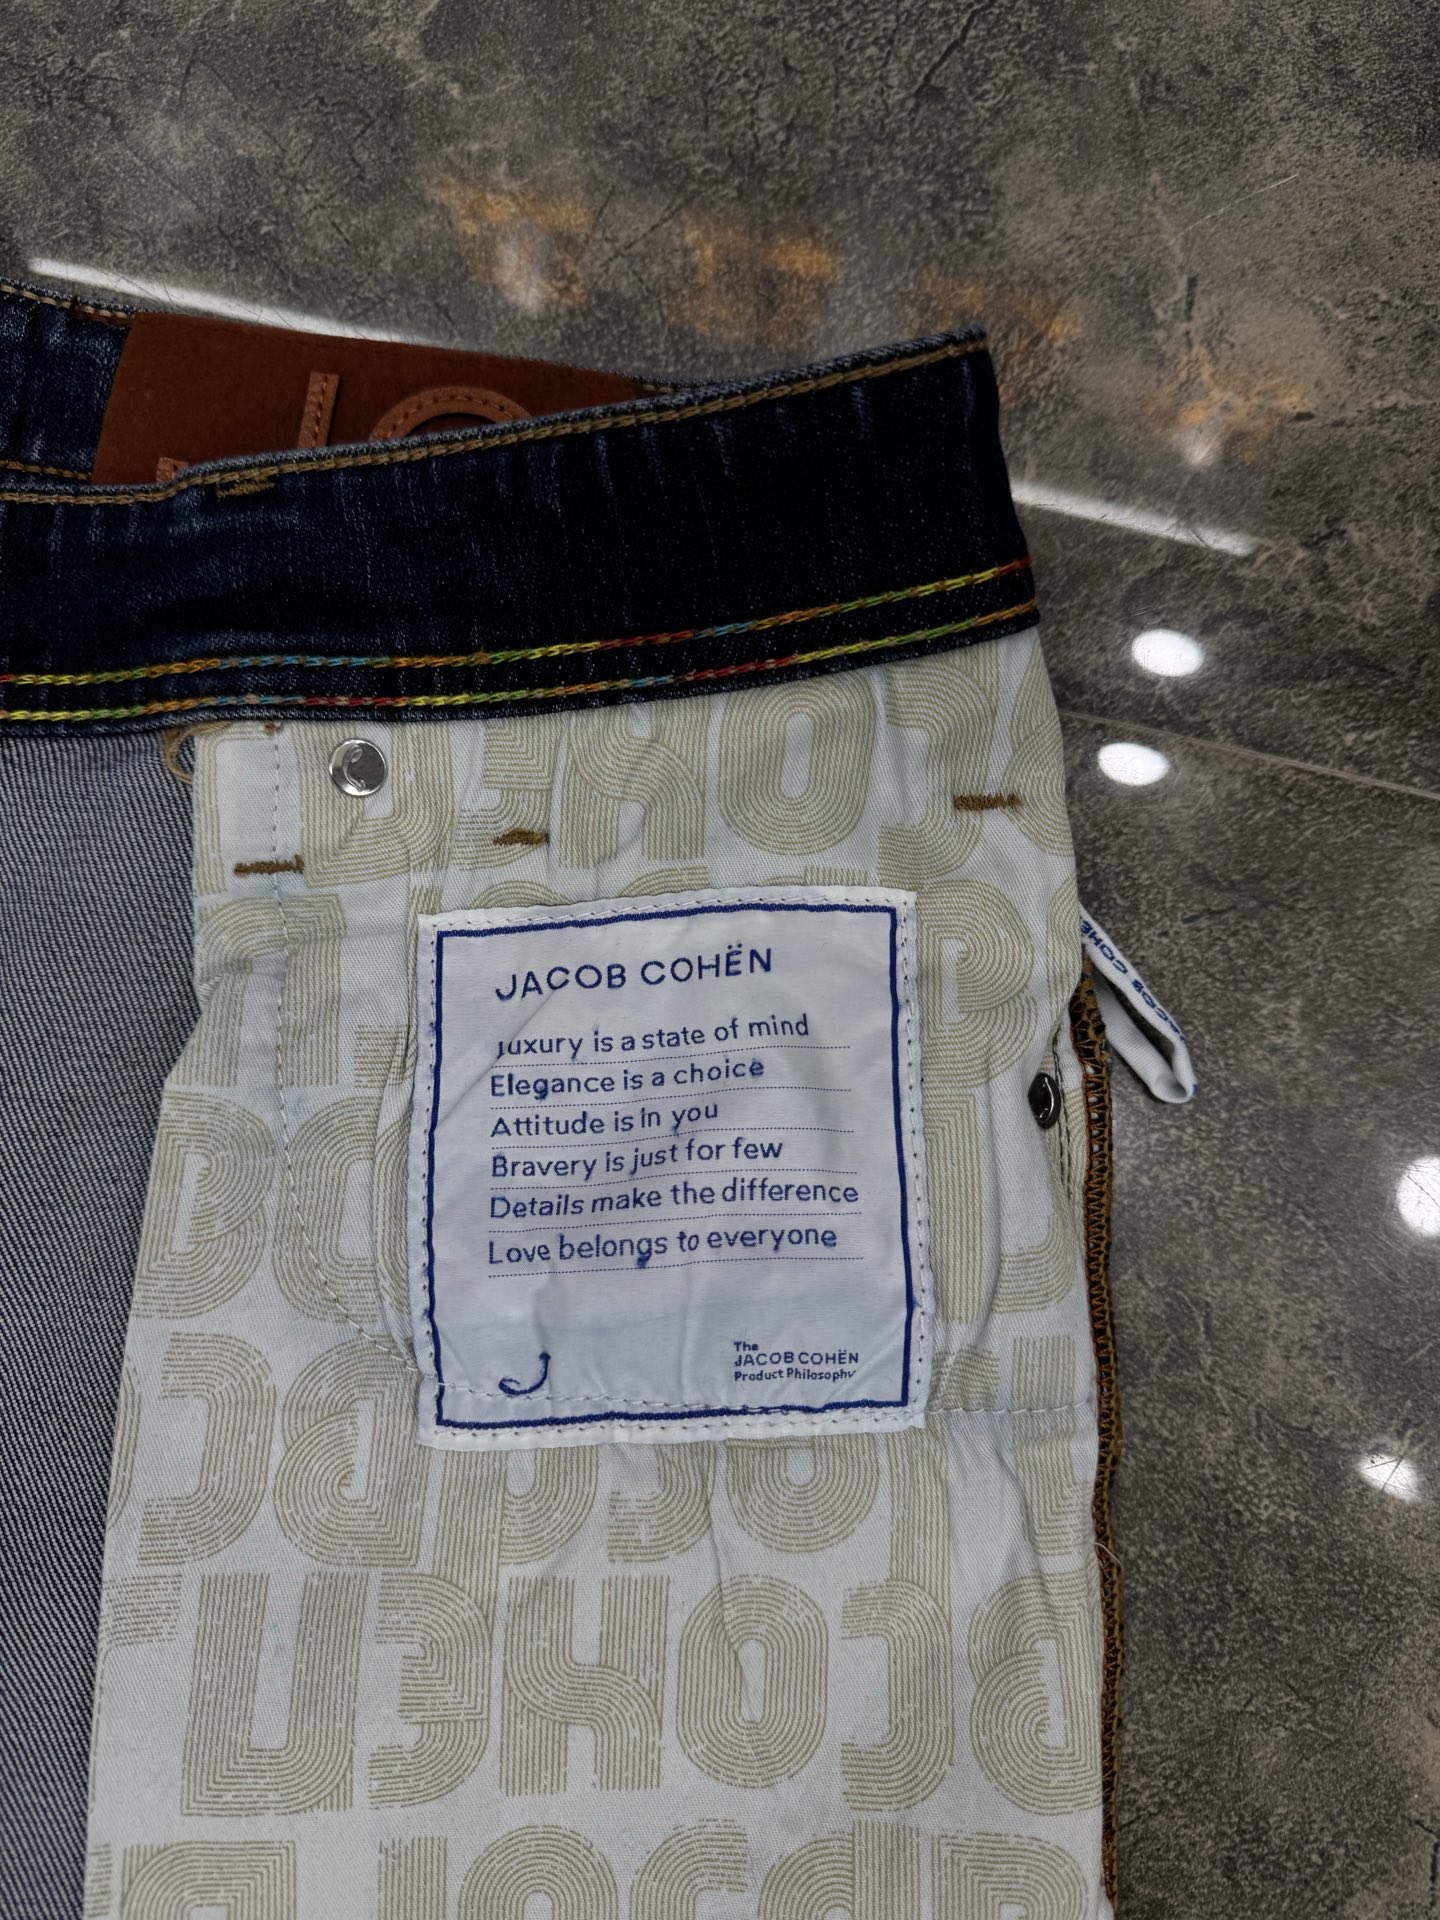 JACOB COHËN
Luxury is a state of mind
Elegance is a choice
Attitude is in you
Bravery is just for few
Details make the difference
Love belongs to everyone
J
The
JACOB COHËN
Product Philosophy